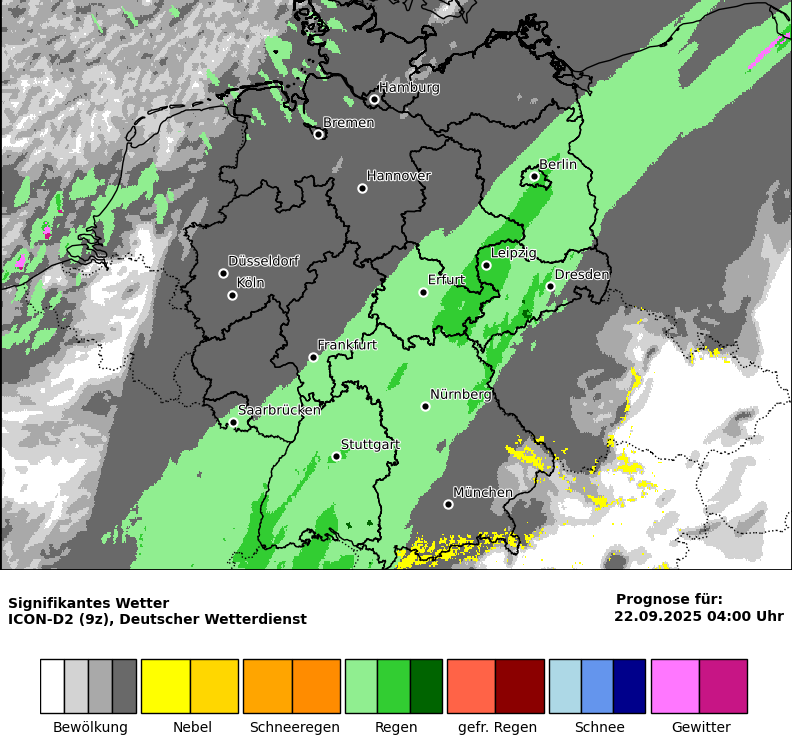 Hamburg
Bremen
Berlin
Hannover
Leipzig
Düsseldorf
Dresden
Köln
Erfurt
Frankfurt
Nürnberg
Saarbrücken
Stuttgart
München
Signifikantes Wetter
ICON-D2 (9z), Deutscher Wetterdienst
Prognose für:
22.09.2025 04:00 Uhr
Bewölkung Nebel Schneeregen Regen gefr. Regen Schnee Gewitter